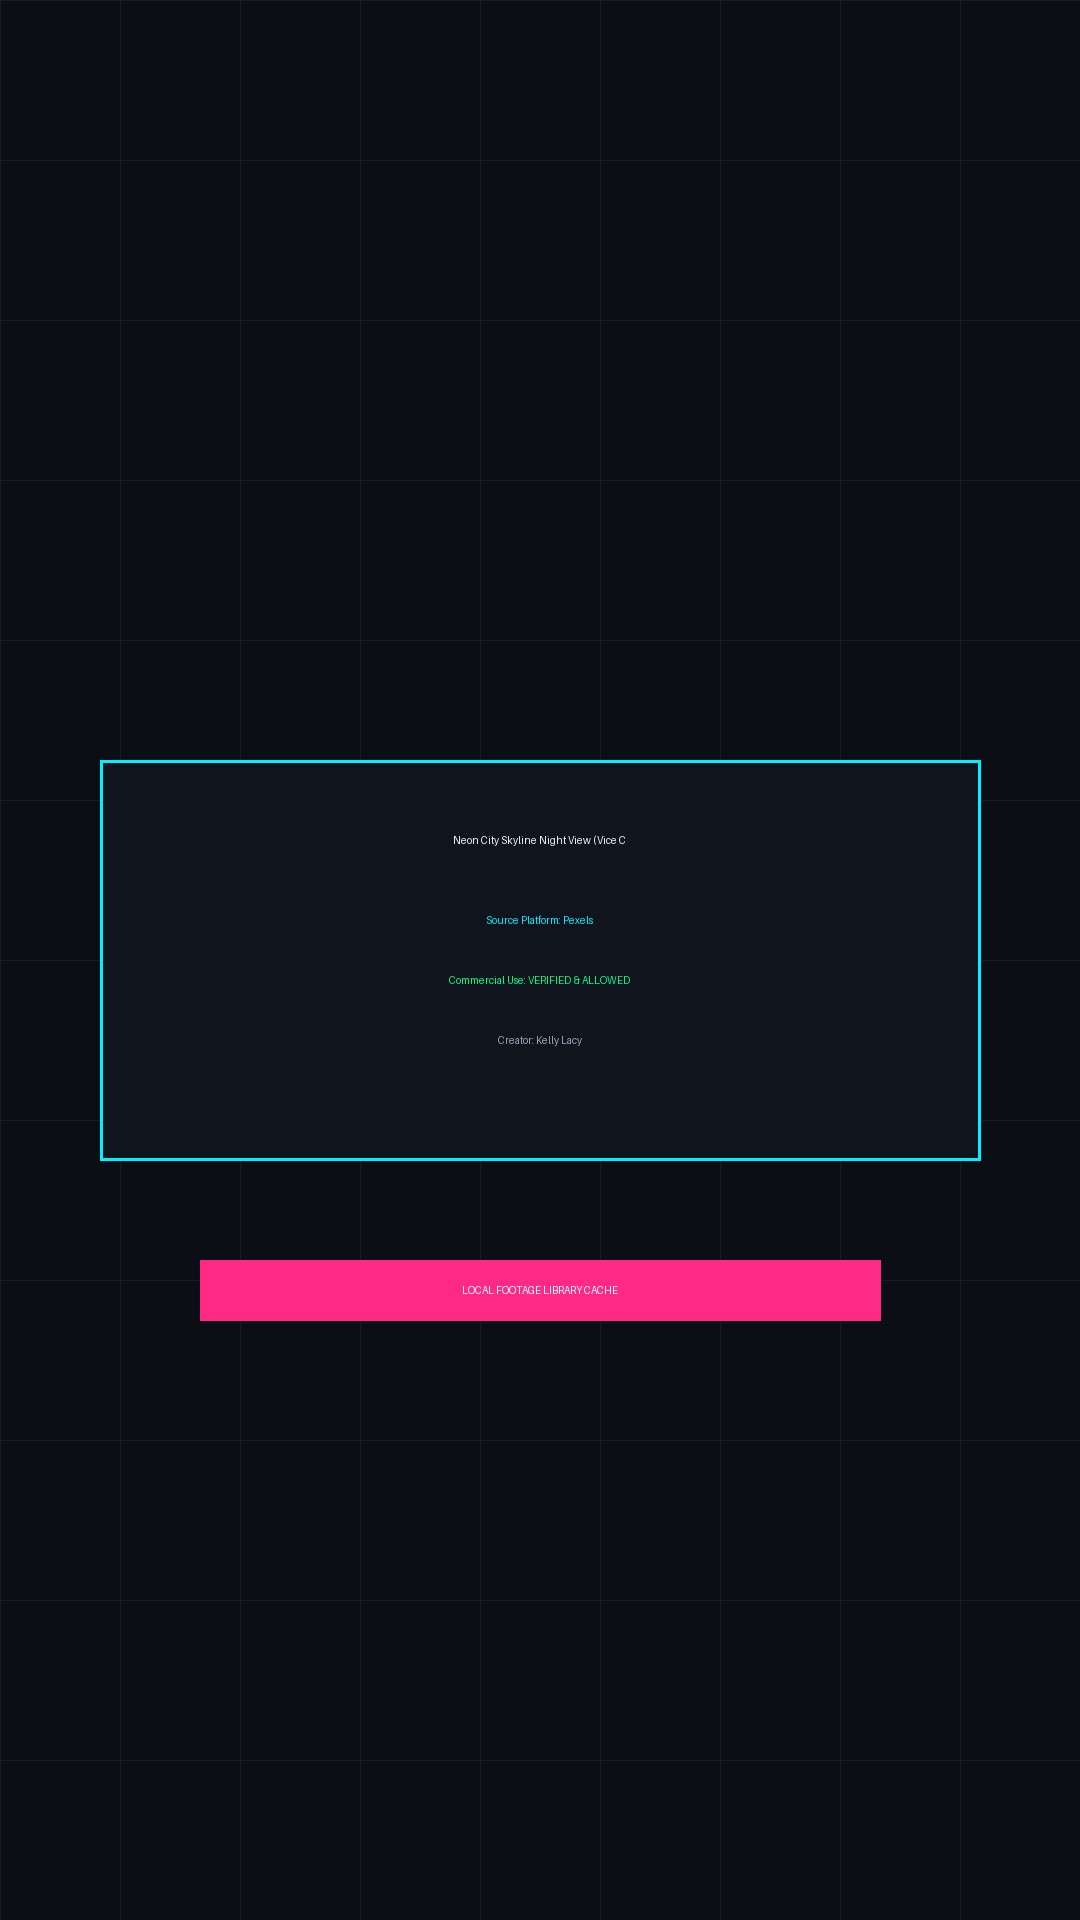 Neon City Skyline Night View (Vice C
Source Platform: Pexels
Commercial Use: VERIFIED & ALLOWED
Creator: Kelly Lacy
LOCAL FOOTAGE LIBRARY CACHE